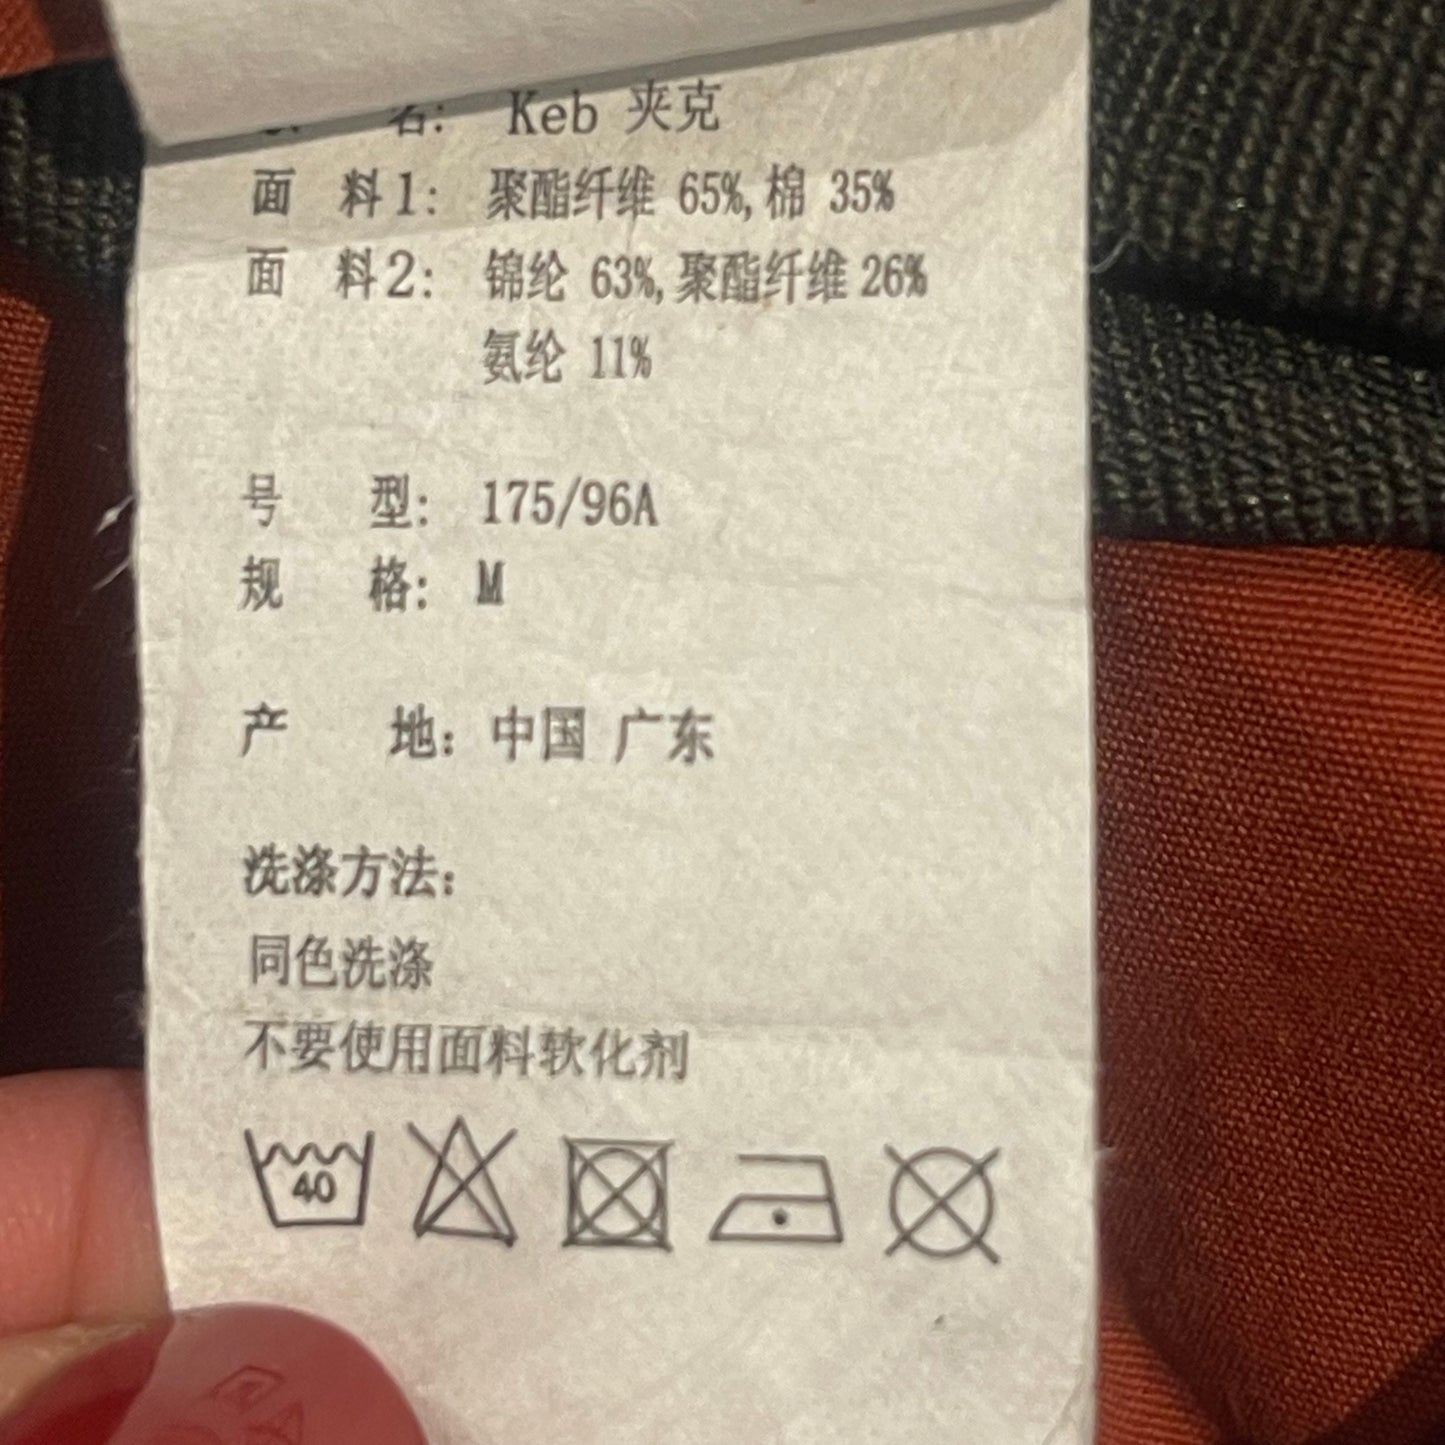 名: Keb 夹克
面 料1: 聚酯纤维 65%,棉 35%
面 料2: 锦纶 63%,聚酯纤维26%
氨纶 11%
号 型: 175/96A
规 格: M
产 地: 中国 广东
洗涤方法:
同色洗涤
不要使用面料软化剂
40